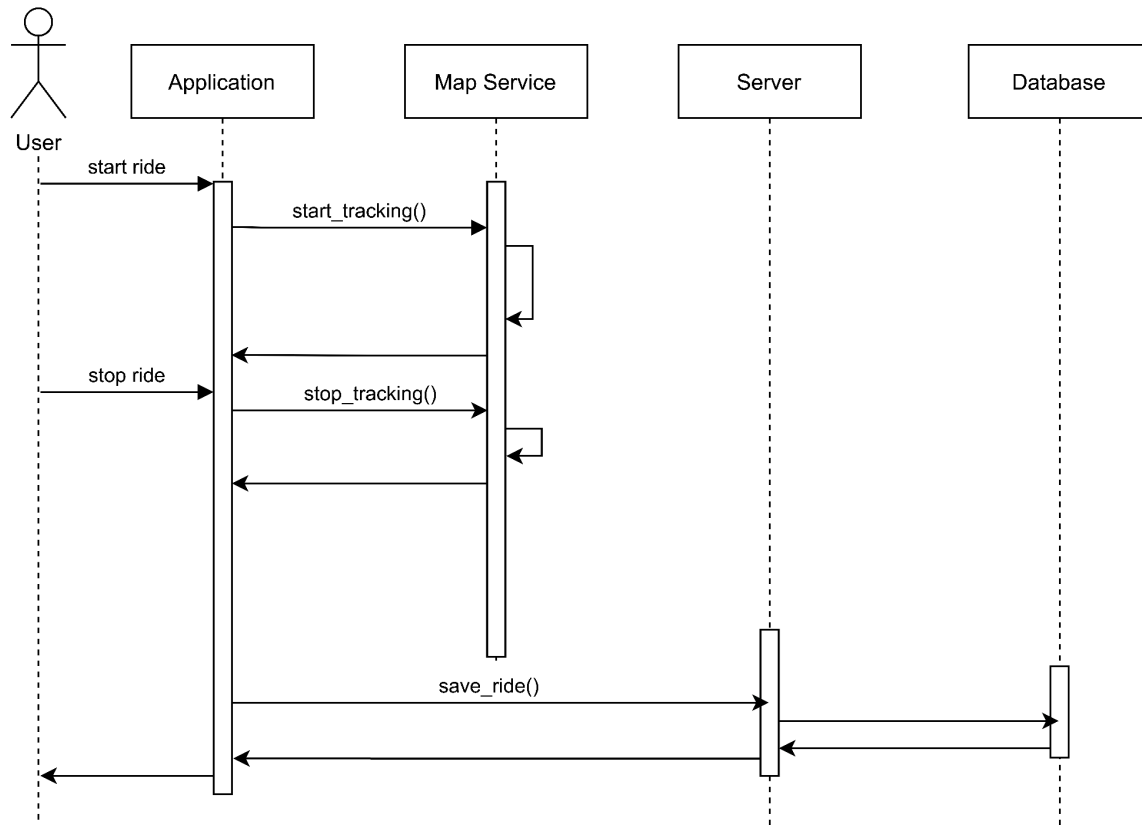 Application
Map Service
Server
Database
User
start ride
start_tracking()
stop ride
stop_tracking()
save_ride()